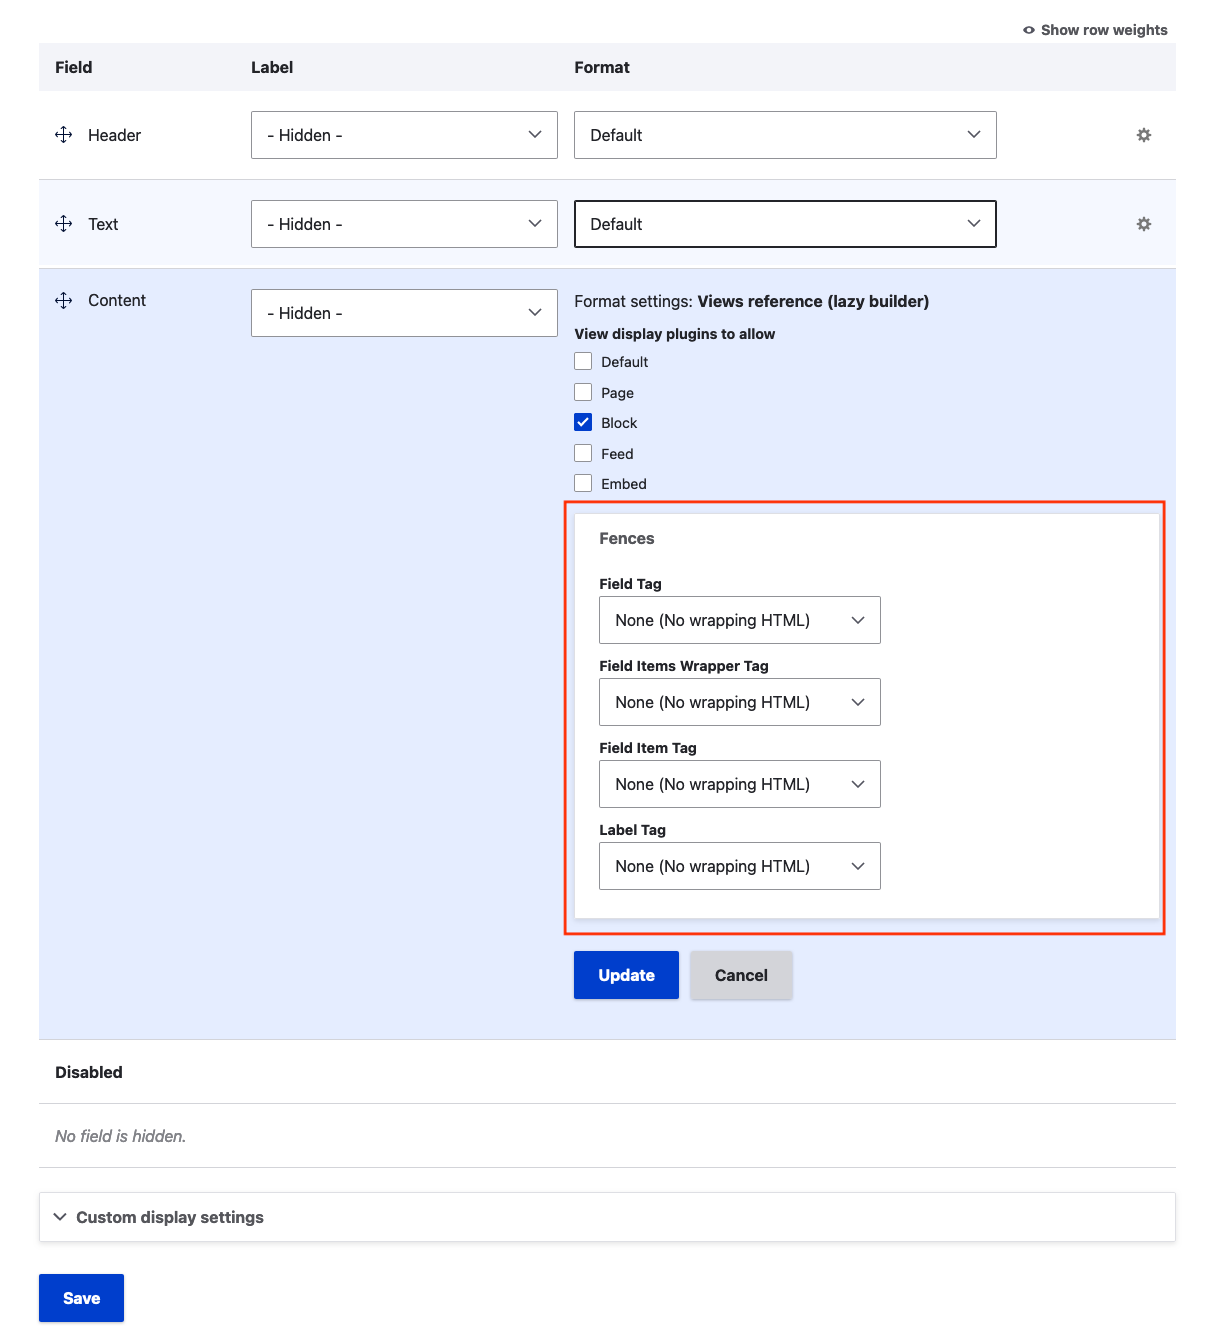 Show row weights
Field Label Format
Header - Hidden - Default
Text - Hidden - Default
Content - Hidden - Format settings: Views reference (lazy builder)
View display plugins to allow
Default
Page
Block
Feed
Embed
Fences
Field Tag
None (No wrapping HTML)
Field Items Wrapper Tag
None (No wrapping HTML)
Field Item Tag
None (No wrapping HTML)
Label Tag
None (No wrapping HTML)
Update Cancel
Disabled
No field is hidden.
Custom display settings
Save